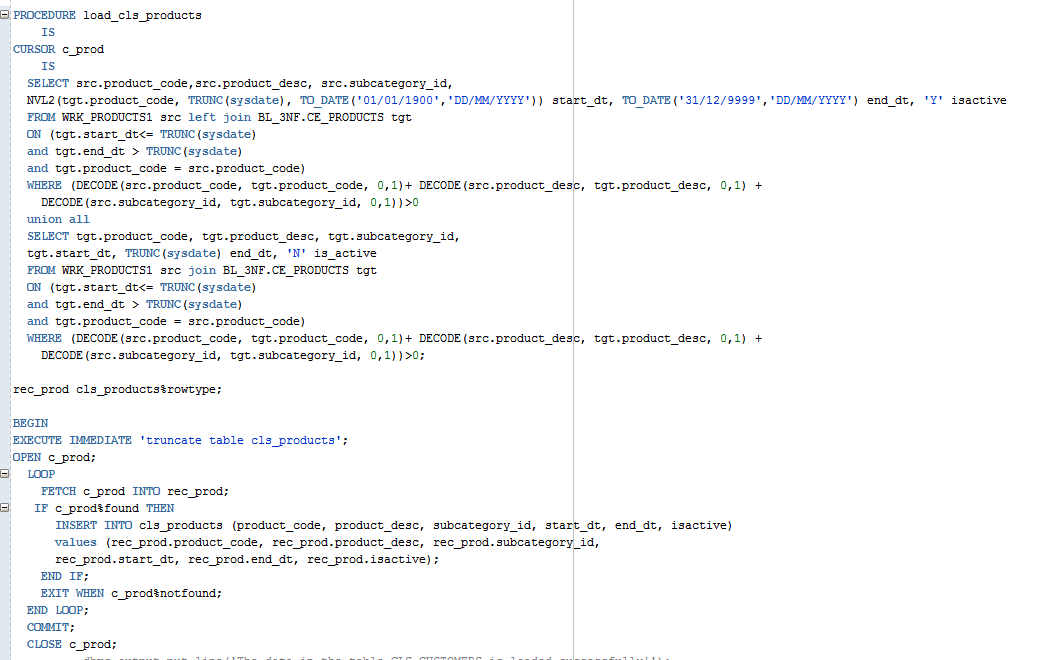 PROCEDURE load_cls_products
IS
CURSOR c_prod
IS
SELECT src.product_code,src.product_desc, src.subcategory_id,
NVL2(tgt.product_code, TRUNC(sysdate), TO_DATE('01/01/1900','DD/MM/YYYY')) start_dt, TO_DATE('31/12/9999','DD/MM/YYYY') end_dt, 'Y' isactive
FROM WRK_PRODUCTS1 src left join BL_3NF.CE_PRODUCTS tgt
ON (tgt.start_dt<= TRUNC(sysdate)
and tgt.end_dt > TRUNC(sysdate)
and tgt.product_code = src.product_code)
WHERE (DECODE(src.product_code, tgt.product_code, 0,1)+ DECODE(src.product_desc, tgt.product_desc, 0,1) +
DECODE(src.subcategory_id, tgt.subcategory_id, 0,1))>0
union all
SELECT tgt.product_code, tgt.product_desc, tgt.subcategory_id,
tgt.start_dt, TRUNC(sysdate) end_dt, 'N' is_active
FROM WRK_PRODUCTS1 src join BL_3NF.CE_PRODUCTS tgt
ON (tgt.start_dt<= TRUNC(sysdate)
and tgt.end_dt > TRUNC(sysdate)
and tgt.product_code = src.product_code)
WHERE (DECODE(src.product_code, tgt.product_code, 0,1)+ DECODE(src.product_desc, tgt.product_desc, 0,1) +
DECODE(src.subcategory_id, tgt.subcategory_id, 0,1))>0;
rec_prod cls_products%rowtype;
BEGIN
EXECUTE IMMEDIATE 'truncate table cls_products';
OPEN c_prod;
LOOP
FETCH c_prod INTO rec_prod;
IF c_prod%found THEN
INSERT INTO cls_products (product_code, product_desc, subcategory_id, start_dt, end_dt, isactive)
values (rec_prod.product_code, rec_prod.product_desc, rec_prod.subcategory_id,
rec_prod.start_dt, rec_prod.end_dt, rec_prod.isactive);
END IF;
EXIT WHEN c_prod%notfound;
END LOOP;
COMMIT;
CLOSE c_prod;